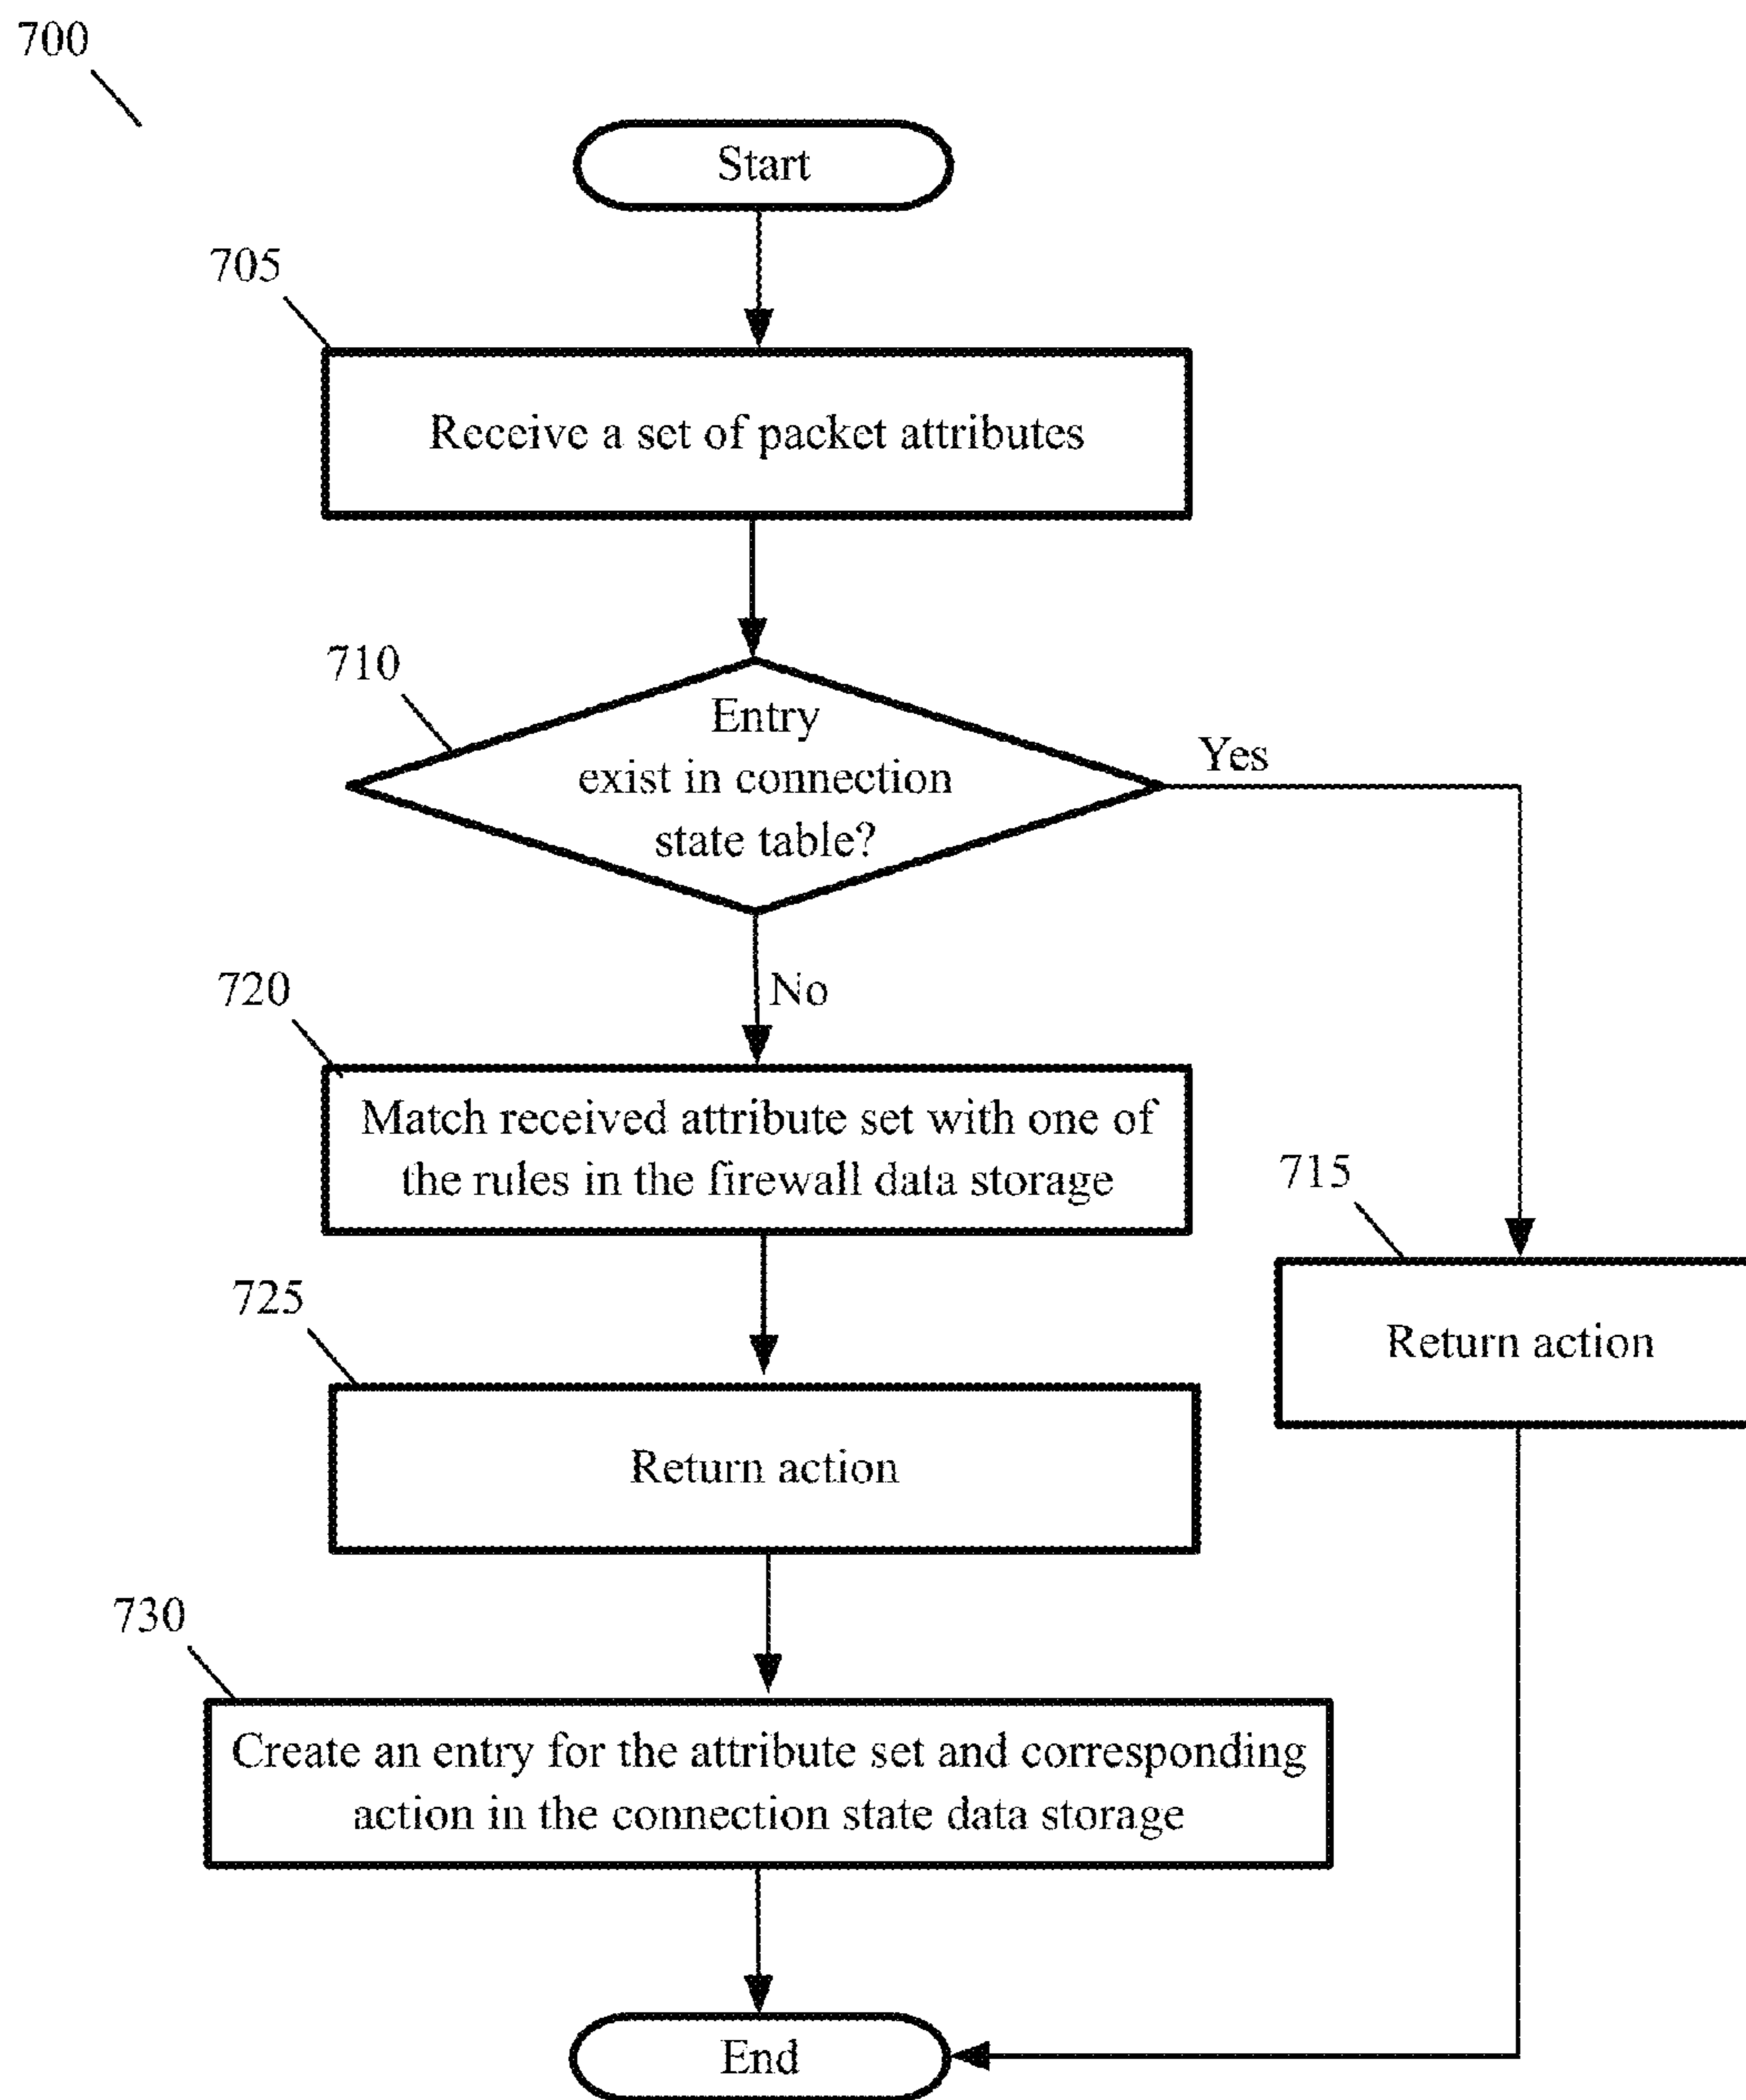 700
Start
705
Receive a set of packet attributes
710
Entry
exist in connection
state table?
Yes
No
720
Match received attribute set with one of
the rules in the firewall data storage
715
Return action
725
Return action
730
Create an entry for the attribute set and corresponding
action in the connection state data storage
End